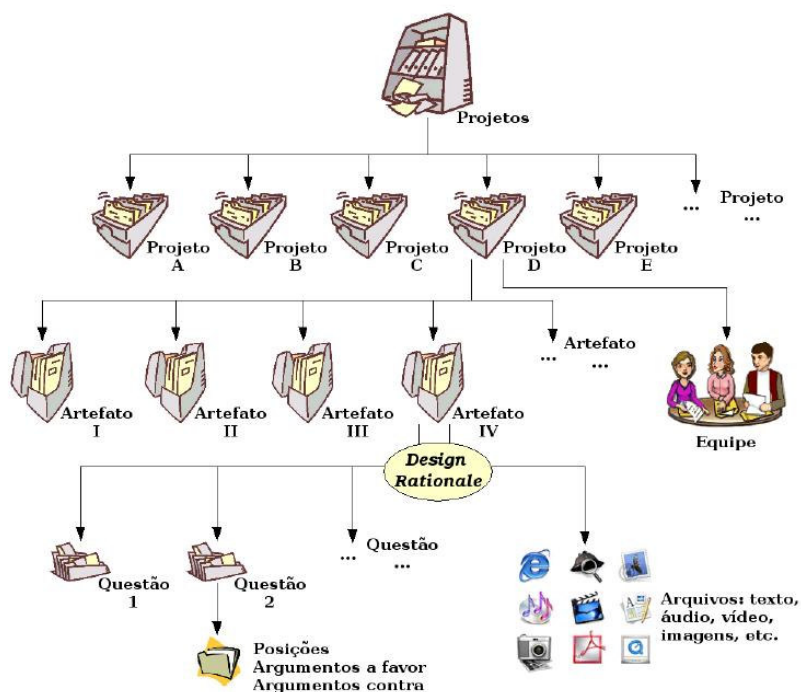 Projetos
Projeto
A
Projeto
B
Projeto
C
Projeto
D
Projeto
E
... Projeto
...
Artefato
I
Artefato
II
Artefato
III
Artefato
IV
... Artefato
...
Equipe
Design
Rationale
Questão
1
Questão
2
... Questão
...
Arquivos: texto,
áudio, vídeo,
imagens, etc.
Posições
Argumentos a favor
Argumentos contra